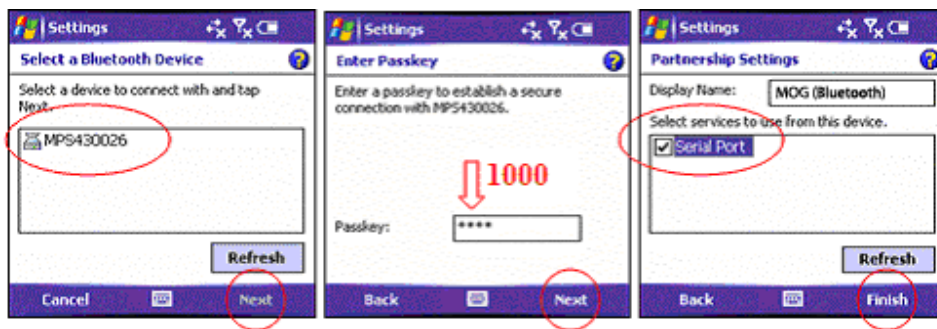 Settings
Select a Bluetooth Device
Select a device to connect with and tap
Next.
MPS430026
Refresh
Cancel
Next
Settings
Enter Passkey
Enter a passkey to establish a secure
connection with MPS430026.
1000
Passkey:
****
Back
Next
Settings
Partnership Settings
Display Name:
MOG (Bluetooth)
Select services to use from this device.
Serial Port
Refresh
Back
Finish